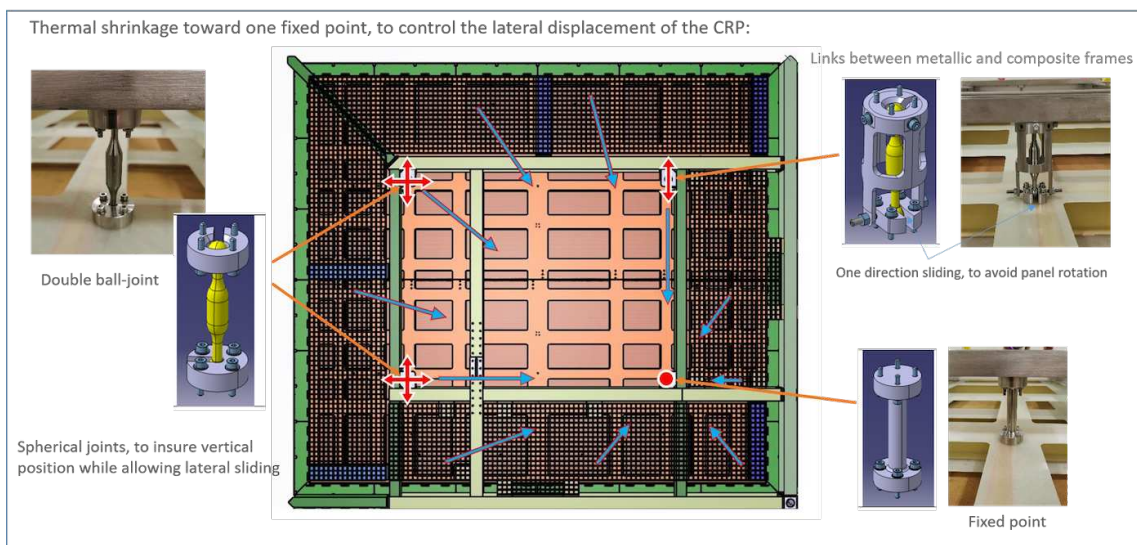 Thermal shrinkage toward one fixed point, to control the lateral displacement of the CRP:
Links between metallic and composite frames
Double ball-joint
One direction sliding, to avoid panel rotation
Spherical joints, to insure vertical
position while allowing lateral sliding
Fixed point